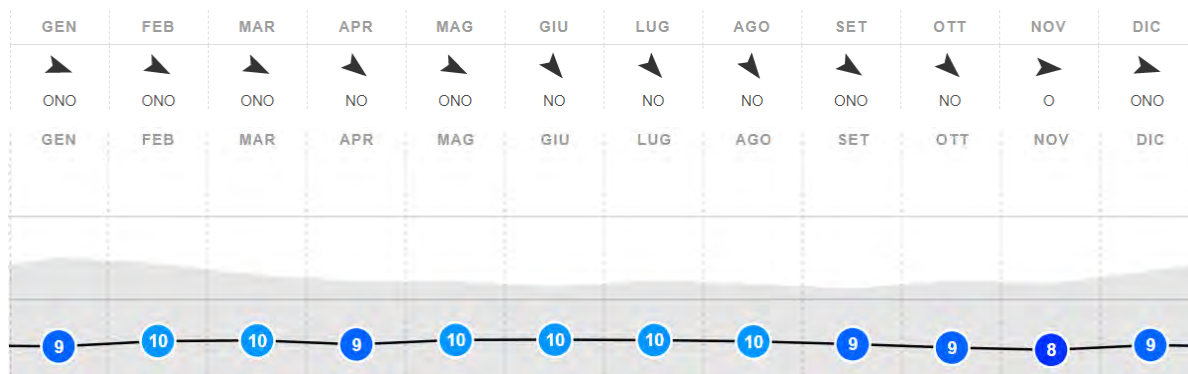 GEN FEB MAR APR MAG GIU LUG AGO SET OTT NOV DIC
ONO ONO ONO NO ONO NO NO NO ONO NO O ONO
GEN FEB MAR APR MAG GIU LUG AGO SET OTT NOV DIC
9 10 10 9 10 10 10 10 9 9 8 9